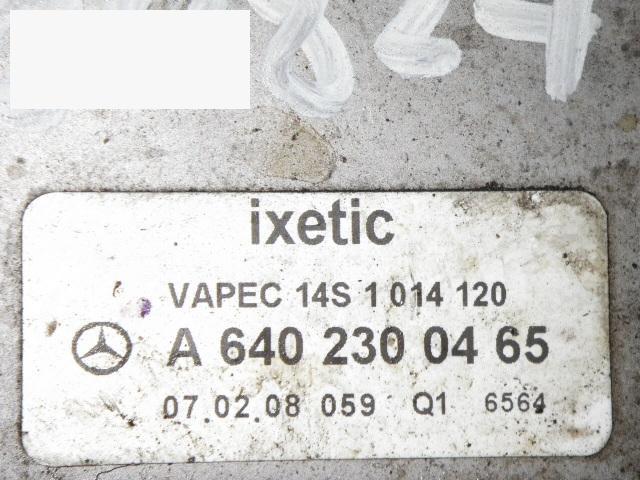 ixetic
VAPEC 14S 1 014 120
A 640 230 04 65
07.02.08 059 Q1 6564